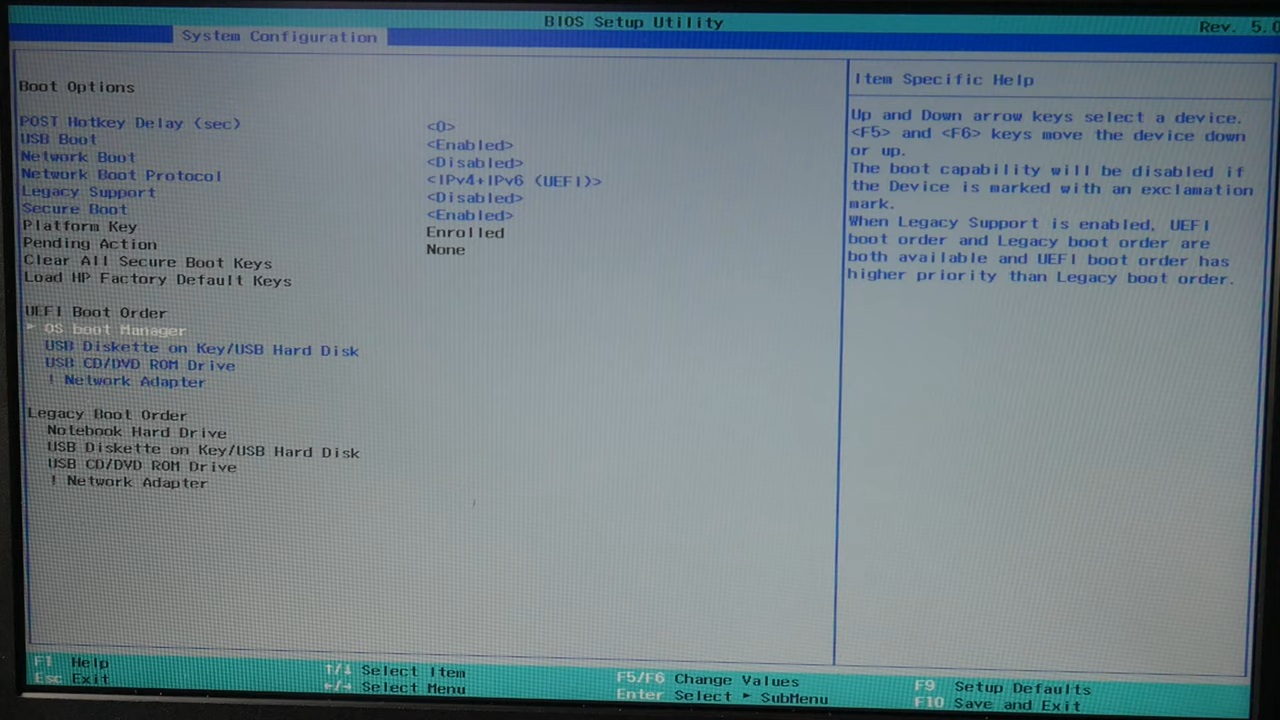 BIOS Setup Utility
Rev. 5.0
System Configuration
Boot Options
POST Hotkey Delay (sec) <0>
USB Boot <Enabled>
Network Boot <Disabled>
Network Boot Protocol <IPv4+IPv6 (UEFI)>
Legacy Support <Disabled>
Secure Boot <Enabled>
Platform Key Enrolled
Pending Action None
Clear All Secure Boot Keys
Load HP Factory Default Keys
UEFI Boot Order
► OS boot Manager
USB Diskette on Key/USB Hard Disk
USB CD/DVD ROM Drive
! Network Adapter
Legacy Boot Order
Notebook Hard Drive
USB Diskette on Key/USB Hard Disk
USB CD/DVD ROM Drive
! Network Adapter
Item Specific Help
Up and Down arrow keys select a device.
<F5> and <F6> keys move the device down
or up.
The boot capability will be disabled if
the Device is marked with an exclamation
mark.
When Legacy Support is enabled, UEFI
boot order and Legacy boot order are
both available and UEFI boot order has
higher priority than Legacy boot order.
F1 Help ↑/↓ Select Item F5/F6 Change Values F9 Setup Defaults
Esc Exit ←/→ Select Menu Enter Select ► SubMenu F10 Save and Exit